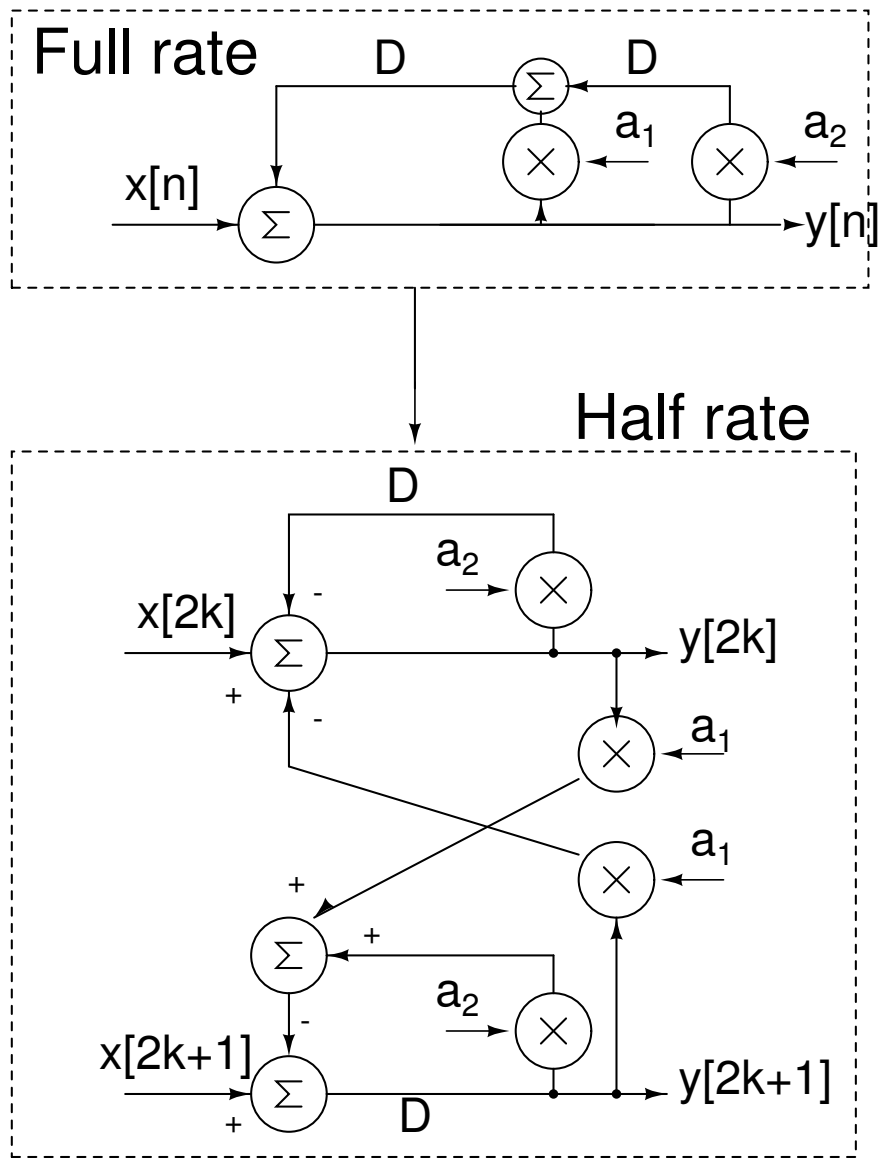 Full rate
D D
Σ
a₁ a₂
× ×
x[n]
Σ
y[n]
Half rate
D
a₂
×
-
x[2k]
Σ
y[2k]
+
-
a₁
×
a₁
×
+
Σ
+
a₂
×
-
x[2k+1]
Σ
y[2k+1]
+
D